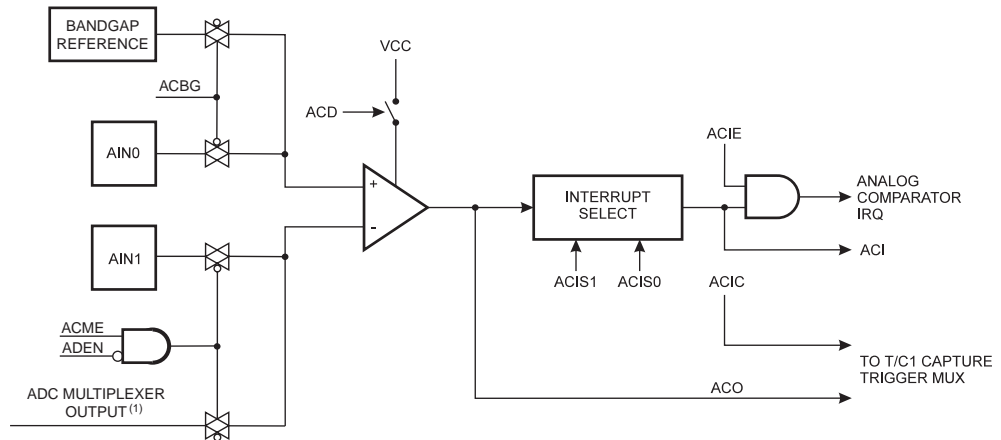 BANDGAP
REFERENCE
ACBG
AIN0
VCC
ACD
+
-
INTERRUPT
SELECT
ACIE
ANALOG
COMPARATOR
IRQ
ACI
AIN1
ACIS1
ACIS0
ACIC
ACME
ADEN
TO T/C1 CAPTURE
TRIGGER MUX
ACO
ADC MULTIPLEXER
OUTPUT (1)